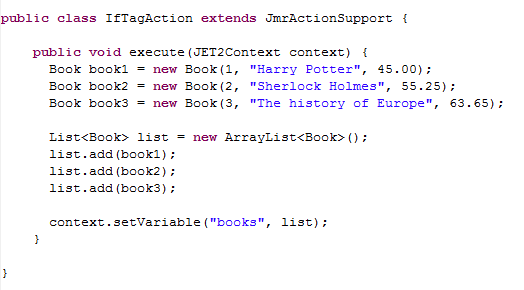 public class IfTagAction extends JmrActionSupport {
public void execute(JET2Context context) {
Book book1 = new Book(1, "Harry Potter", 45.00);
Book book2 = new Book(2, "Sherlock Holmes", 55.25);
Book book3 = new Book(3, "The history of Europe", 63.65);
List<Book> list = new ArrayList<Book>();
list.add(book1);
list.add(book2);
list.add(book3);
context.setVariable("books", list);
}
}